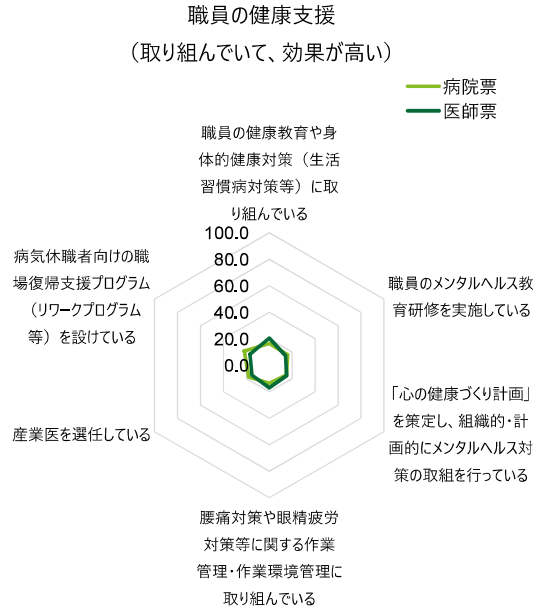 職員の健康支援
（取り組んでいて、効果が高い）
病院票
医師票
職員の健康教育や身
体的健康対策（生活
習慣病対策等）に取
り組んでいる
100.0
80.0
60.0
40.0
20.0
0.0
職員のメンタルヘルス教
育研修を実施している
「心の健康づくり計画」
を策定し、組織的・計
画的にメンタルヘルス対
策の取組を行っている
腰痛対策や眼精疲労
対策等に関する作業
管理・作業環境管理に
取り組んでいる
産業医を選任している
病気休職者向けの職
場復帰支援プログラム
（リワークプログラム
等）を設けている